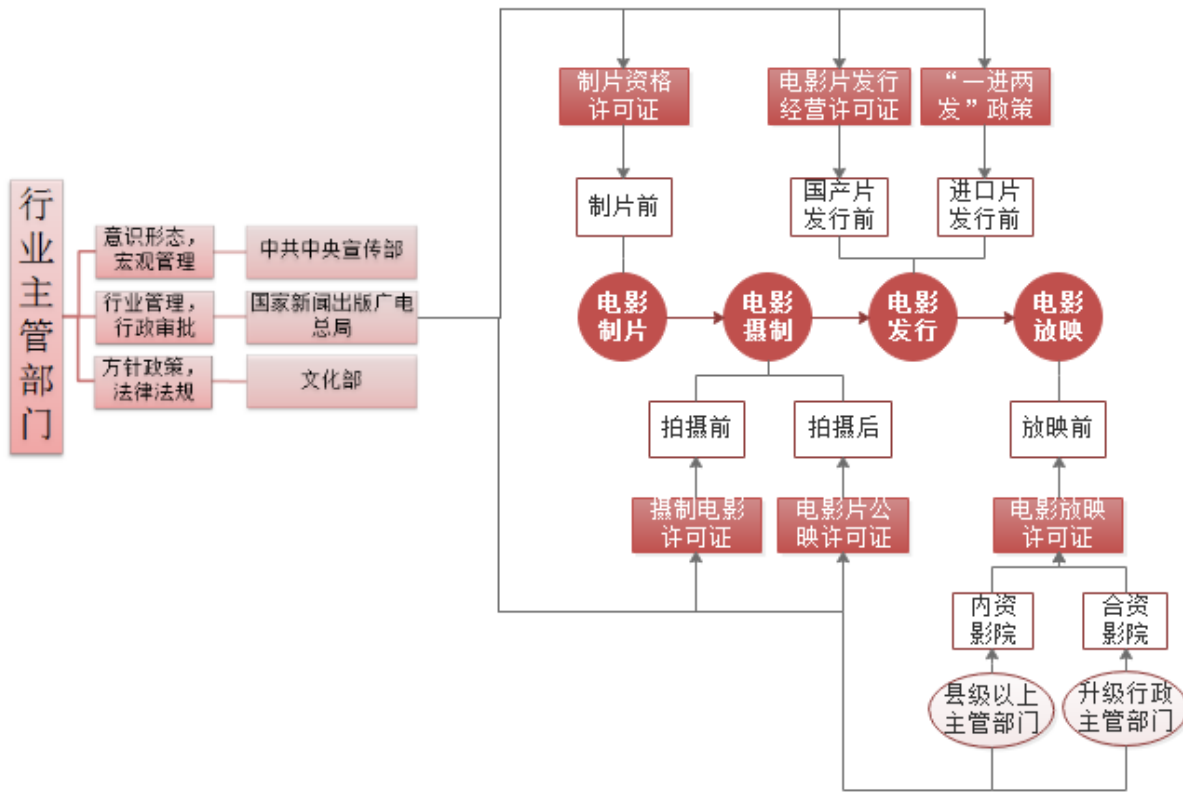 制片资格
许可证
电影片发行
经营许可证
“一进两
发”政策
制片前
国产片
发行前
进口片
发行前
行业主管部门
意识形态，
宏观管理
中共中央宣传部
行业管理，
行政审批
国家新闻出版广电
总局
方针政策，
法律法规
文化部
电影
制片
电影
摄制
电影
发行
电影
放映
拍摄前
拍摄后
放映前
摄制电影
许可证
电影片公
映许可证
电影放映
许可证
内资
影院
合资
影院
县级以上
主管部门
升级行政
主管部门